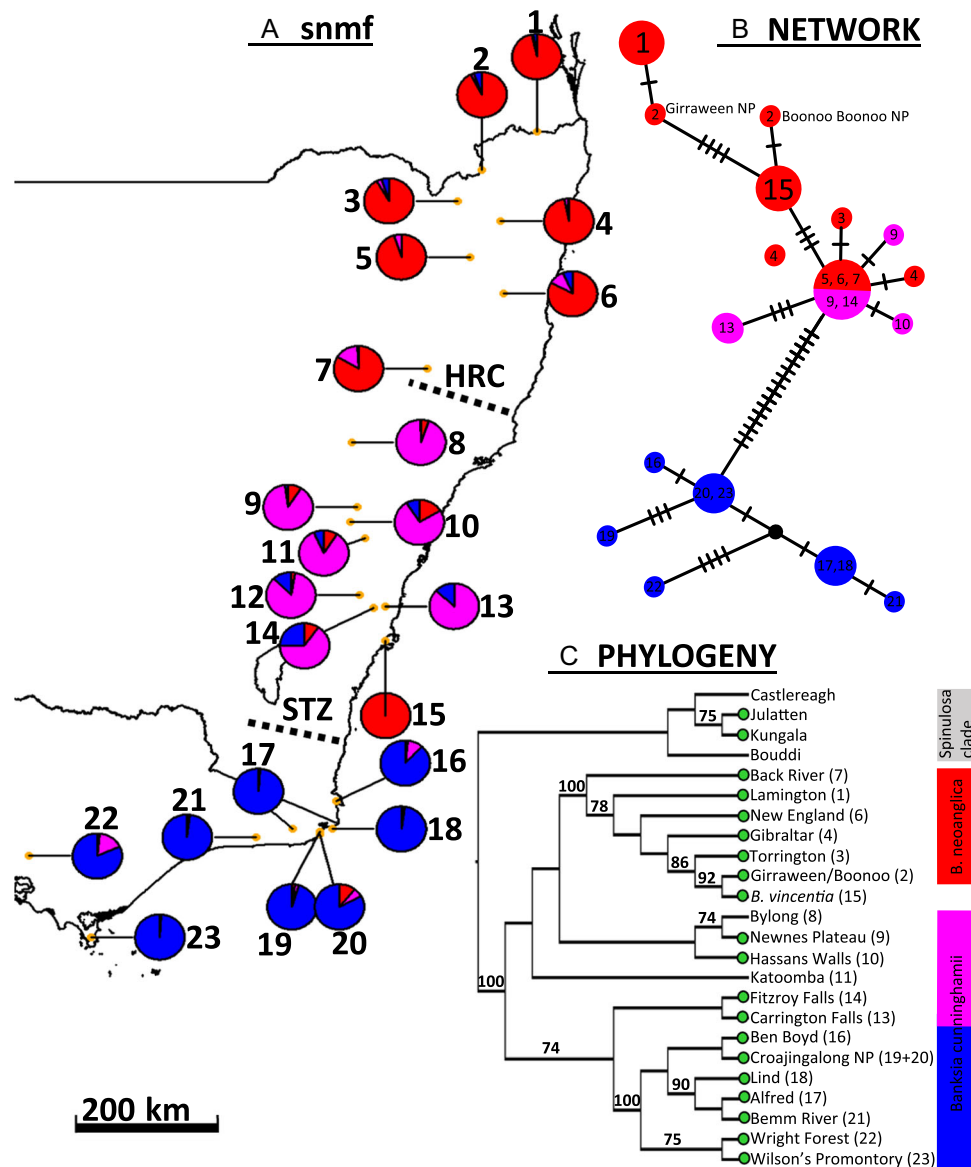 A snmf
1
2
3
4
5
6
7
HRC
8
9
10
11
12
13
14
STZ
15
16
17
18
19
20
21
22
23
200 km
B NETWORK
1
2 Girraween NP
2 Boonoo Boonoo NP
15
3
9
4
5, 6, 7
4
9, 14
13
10
16
20, 23
19
17,18
22
21
C PHYLOGENY
Castlereagh
75 Julatten
Kungala
Bouddi
Spinulosa clade
100 Back River (7)
78 Lamington (1)
New England (6)
Gibraltar (4)
86 Torrington (3)
92 Girraween/Boonoo (2)
B. vincentia (15)
B. neoanglica
74 Bylong (8)
Newnes Plateau (9)
Hassans Walls (10)
100 Katoomba (11)
Fitzroy Falls (14)
Carrington Falls (13)
74 Ben Boyd (16)
Croajingalong NP (19+20)
90 Lind (18)
100 Alfred (17)
Bemm River (21)
75 Wright Forest (22)
Wilson's Promontory (23)
Banksia cunninghamii